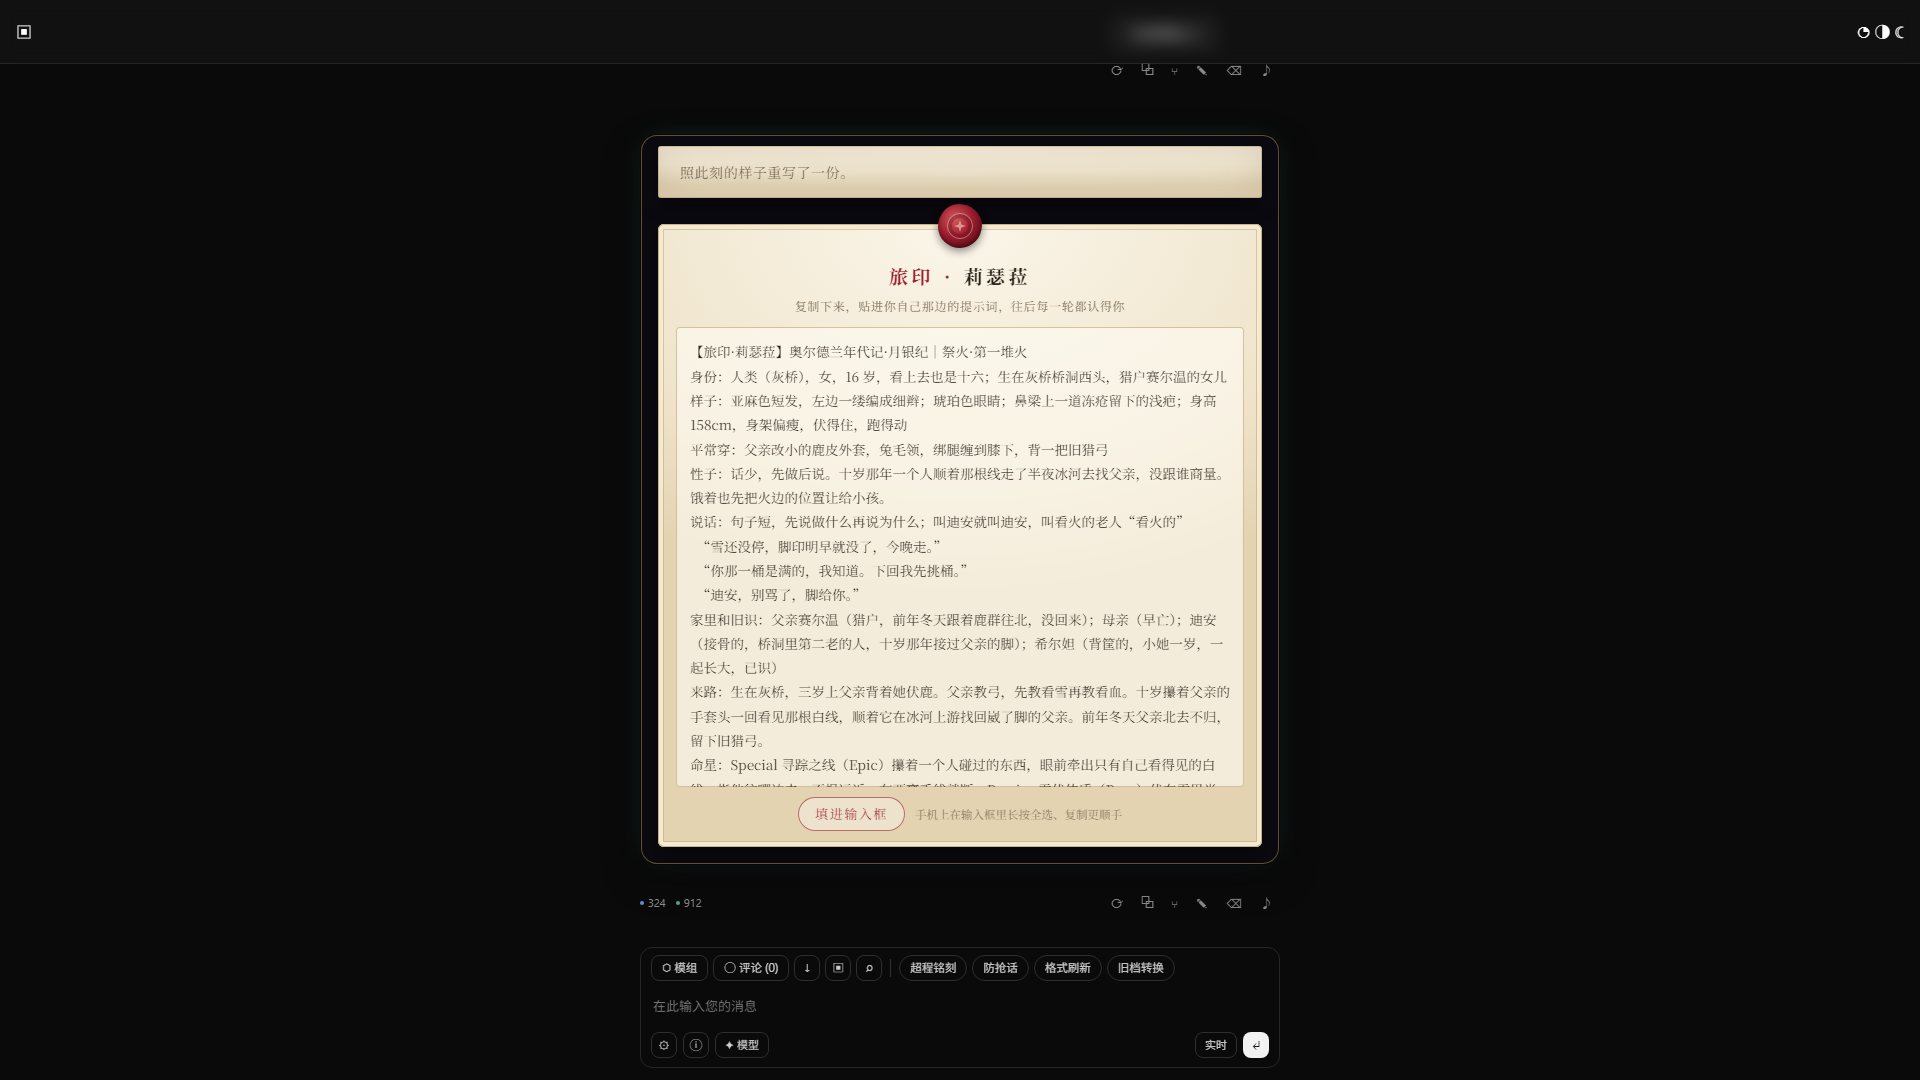 照此刻的样子重写了一份。
旅印 · 莉瑟菈
复制下来，贴进你自己那边的提示词，往后每一轮都认得你
【旅印·莉瑟菈】奥尔德兰年代记·月银纪｜祭火·第一堆火
身份：人类（灰桥），女，16 岁，看上去也是十六；生在灰桥桥洞西头，猎户赛尔温的女儿
样子：亚麻色短发，左边一缕编成细辫；琥珀色眼睛；鼻梁上一道冻疮留下的浅疤；身高
158cm，身架偏瘦，伏得住，跑得动
平常穿：父亲改小的鹿皮外套，兔毛领，绑腿缠到膝下，背一把旧猎弓
性子：话少，先做后说。十岁那年一个人顺着那根线走了半夜冰河去找父亲，没跟谁商量。
饿着也先把火边的位置让给小孩。
说话：句子短，先说做什么再说为什么；叫迪安就叫迪安，叫看火的老人“看火的”
“雪还没停，脚印明早就没了，今晚走。”
“你那一桶是满的，我知道。下回我先挑桶。”
“迪安，别骂了，脚给你。”
家里和旧识：父亲赛尔温（猎户，前年冬天跟着鹿群往北，没回来）；母亲（早亡）；迪安
（接骨的，桥洞里第二老的人，十岁那年接过父亲的脚）；希尔妲（背筐的，小她一岁，一
起长大，已识）
来路：生在灰桥，三岁上父亲背着她伏鹿。父亲教弓，先教看雪再教看血。十岁攥着父亲的
手套头一回看见那根白线，顺着它在冰河上游找回崴了脚的父亲。前年冬天父亲北去不归，
留下旧猎弓。
命星：Special 寻踪之线（Epic）攥着一个人碰过的东西，眼前牵出只有自己看得见的白
填进输入框
手机上在输入框里长按全选、复制更顺手
324
912
模组
评论 (0)
超程铭刻
防抢话
格式刷新
旧档转换
在此输入您的消息
模型
实时